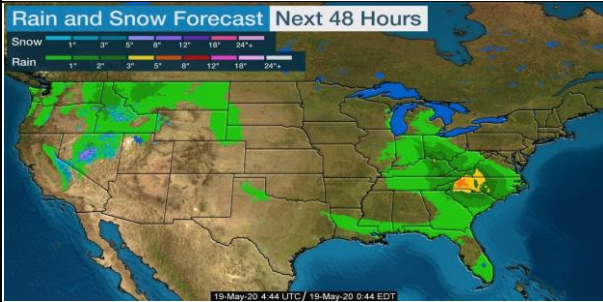 Rain and Snow Forecast Next 48 Hours
Snow 1" 3" 5" 8" 12" 18" 24"+
Rain 1" 2" 3" 5" 8" 12" 18" 24"+
19-May-20 4:44 UTC / 19-May-20 0:44 EDT